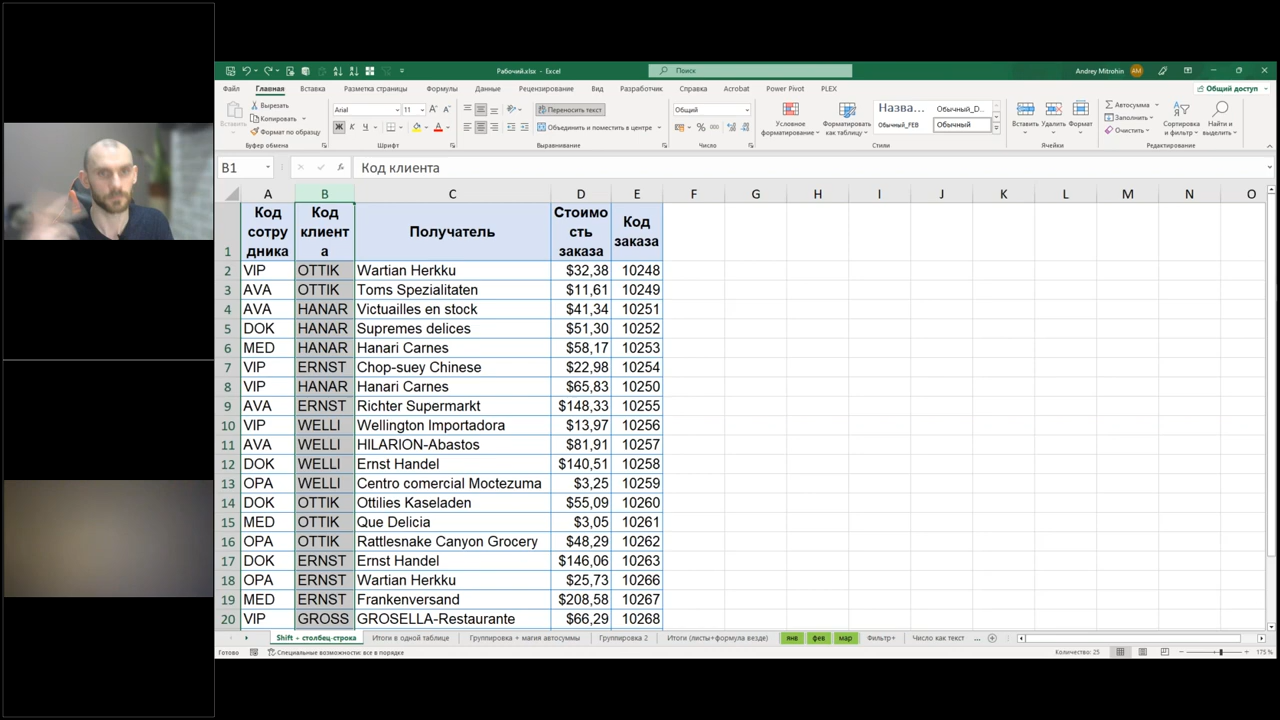 Рабочий.xlsx - Excel
Поиск
Andrey Mitrohin
AM
Файл Главная Вставка Разметка страницы Формулы Данные Рецензирование Вид Разработчик Справка Acrobat Power Pivot PLEX
Общий доступ
Вставить
Вырезать
Копировать
Формат по образцу
Буфер обмена
Arial 11
Ж К Ч
Шрифт
Переносить текст
Объединить и поместить в центре
Выравнивание
Общий
% 000
Число
Условное форматирование
Форматировать как таблицу
Назва... Обычный_D...
Обычный_FEB Обычный
Стили
Вставить Удалить Формат
Ячейки
Автосумма
Заполнить
Очистить
Сортировка и фильтр
Найти и выделить
Редактирование
B1 Код клиента
A B C D E F G H I J K L M N O
1 Код сотру дника Код клиент а Получатель Стоимо сть заказа Код заказа
2 VIP OTTIK Wartian Herkku $32,38 10248
3 AVA OTTIK Toms Spezialitaten $11,61 10249
4 AVA HANAR Victuailles en stock $41,34 10251
5 DOK HANAR Supremes delices $51,30 10252
6 MED HANAR Hanari Carnes $58,17 10253
7 VIP ERNST Chop-suey Chinese $22,98 10254
8 VIP HANAR Hanari Carnes $65,83 10250
9 AVA ERNST Richter Supermarkt $148,33 10255
10 VIP WELLI Wellington Importadora $13,97 10256
11 AVA WELLI HILARION-Abastos $81,91 10257
12 DOK WELLI Ernst Handel $140,51 10258
13 OPA WELLI Centro comercial Moctezuma $3,25 10259
14 DOK OTTIK Ottilies Kaseladen $55,09 10260
15 MED OTTIK Que Delicia $3,05 10261
16 OPA OTTIK Rattlesnake Canyon Grocery $48,29 10262
17 DOK ERNST Ernst Handel $146,06 10263
18 OPA ERNST Wartian Herkku $25,73 10266
19 MED ERNST Frankenversand $208,58 10267
20 VIP GROSS GROSELLA-Restaurante $66,29 10268
Shift + столбец-строка Итоги в одной таблице Группировка + магия автосуммы Группировка 2 Итоги (листы+формула везде) янв фев мар Фильтр+ Число как текст ...
Готово Специальные возможности: все в порядке Количество: 25 175 %